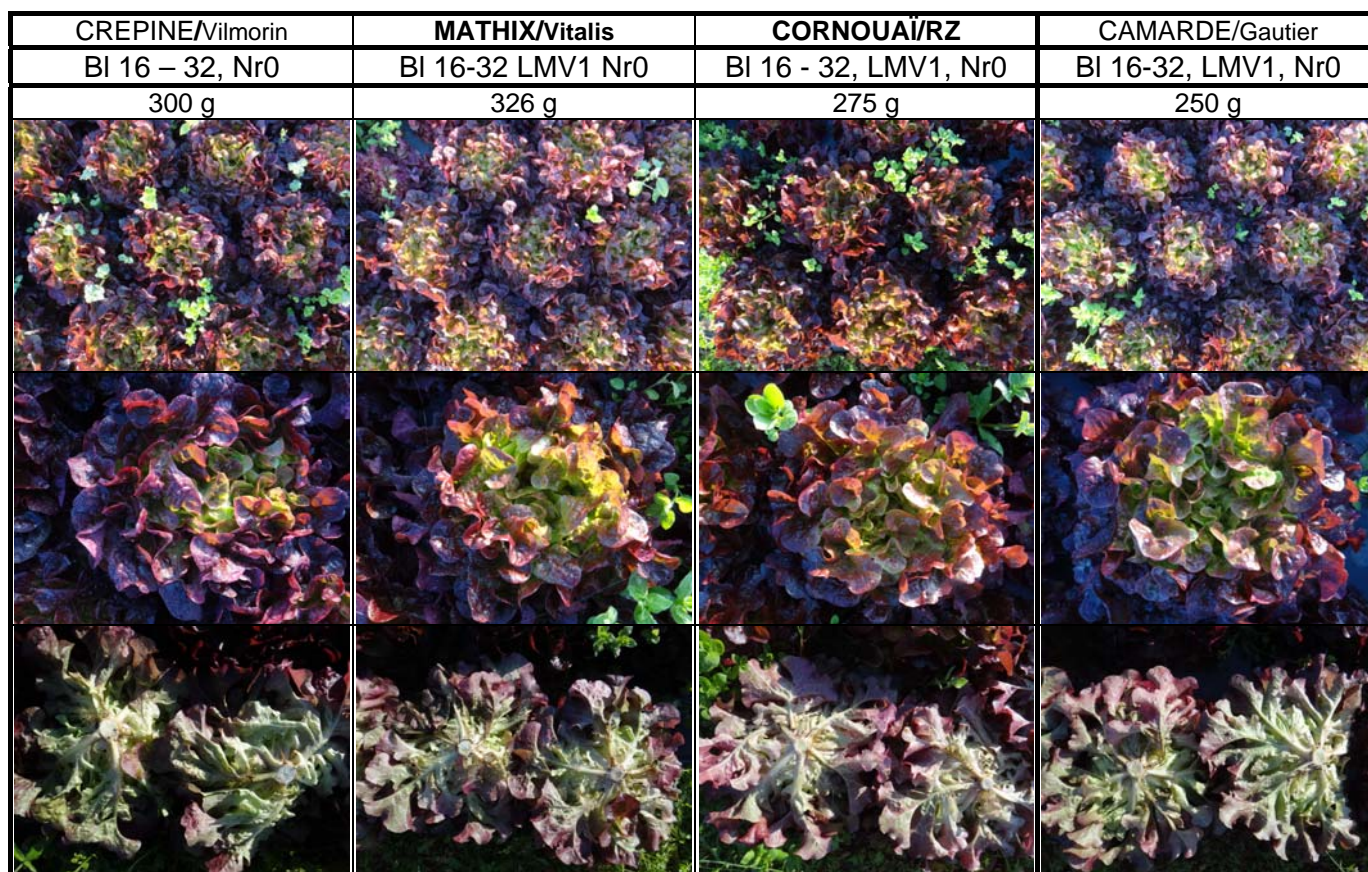 CREPINE/Vilmorin
MATHIX/Vitalis
CORNOUAÏ/RZ
CAMARDE/Gautier
Bl 16 – 32, Nr0
Bl 16-32 LMV1 Nr0
Bl 16 - 32, LMV1, Nr0
Bl 16-32, LMV1, Nr0
300 g
326 g
275 g
250 g